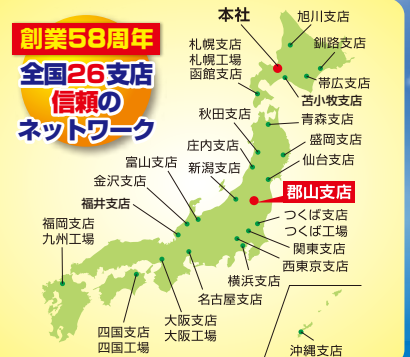 創業58周年
全国26支店
信頼の
ネットワーク
本社
旭川支店
札幌支店
札幌工場
函館支店
釧路支店
帯広支店
苫小牧支店
秋田支店
青森支店
庄内支店
盛岡支店
新潟支店
仙台支店
富山支店
金沢支店
福井支店
郡山支店
つくば支店
つくば工場
関東支店
西東京支店
横浜支店
名古屋支店
大阪支店
大阪工場
四国支店
四国工場
福岡支店
九州工場
沖縄支店